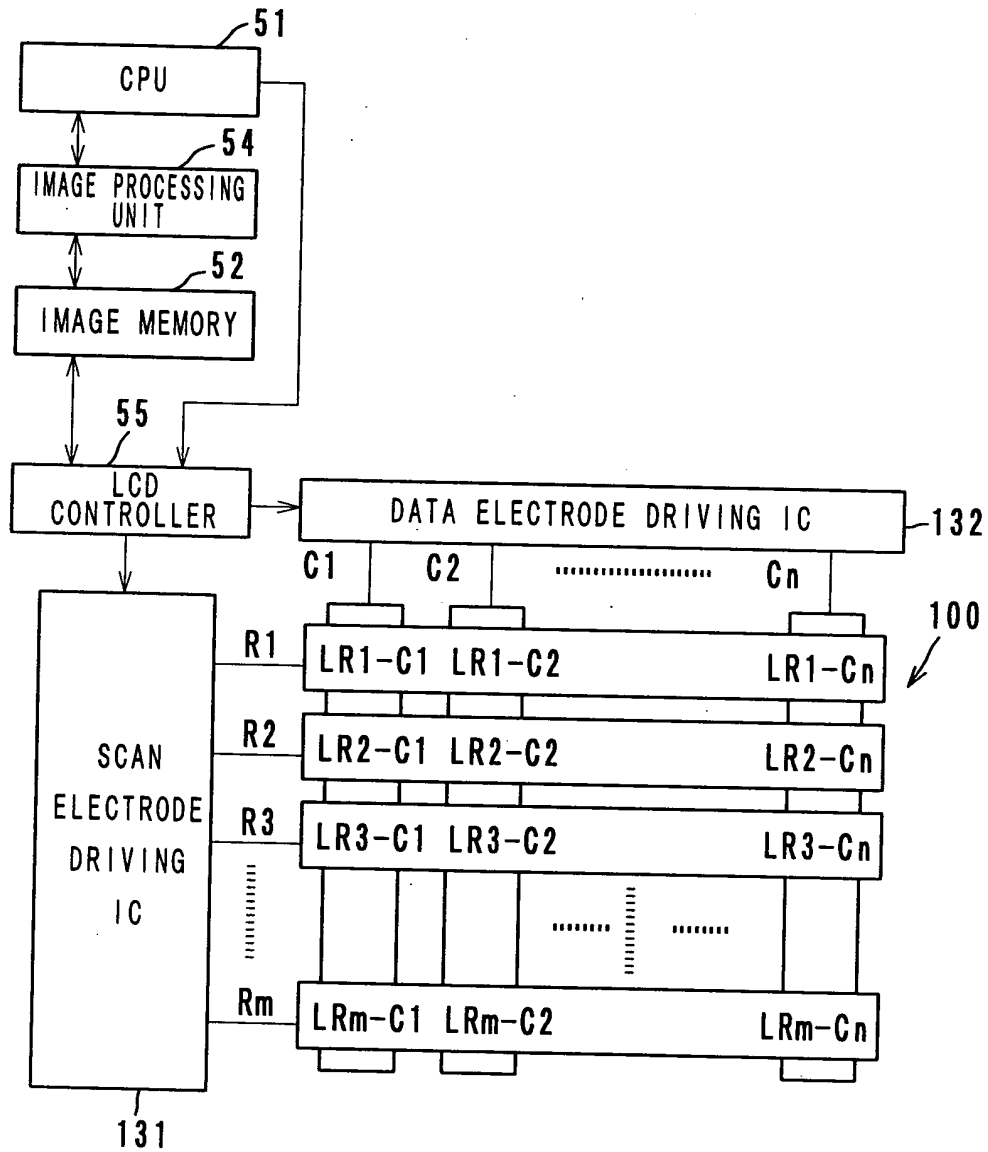 51
CPU
54
IMAGE PROCESSING
UNIT
52
IMAGE MEMORY
55
LCD
CONTROLLER
DATA ELECTRODE DRIVING IC
132
C1
C2
Cn
100
R1
LR1-C1
LR1-C2
LR1-Cn
R2
LR2-C1
LR2-C2
LR2-Cn
R3
LR3-C1
LR3-C2
LR3-Cn
SCAN
ELECTRODE
DRIVING
IC
Rm
LRm-C1
LRm-C2
LRm-Cn
131